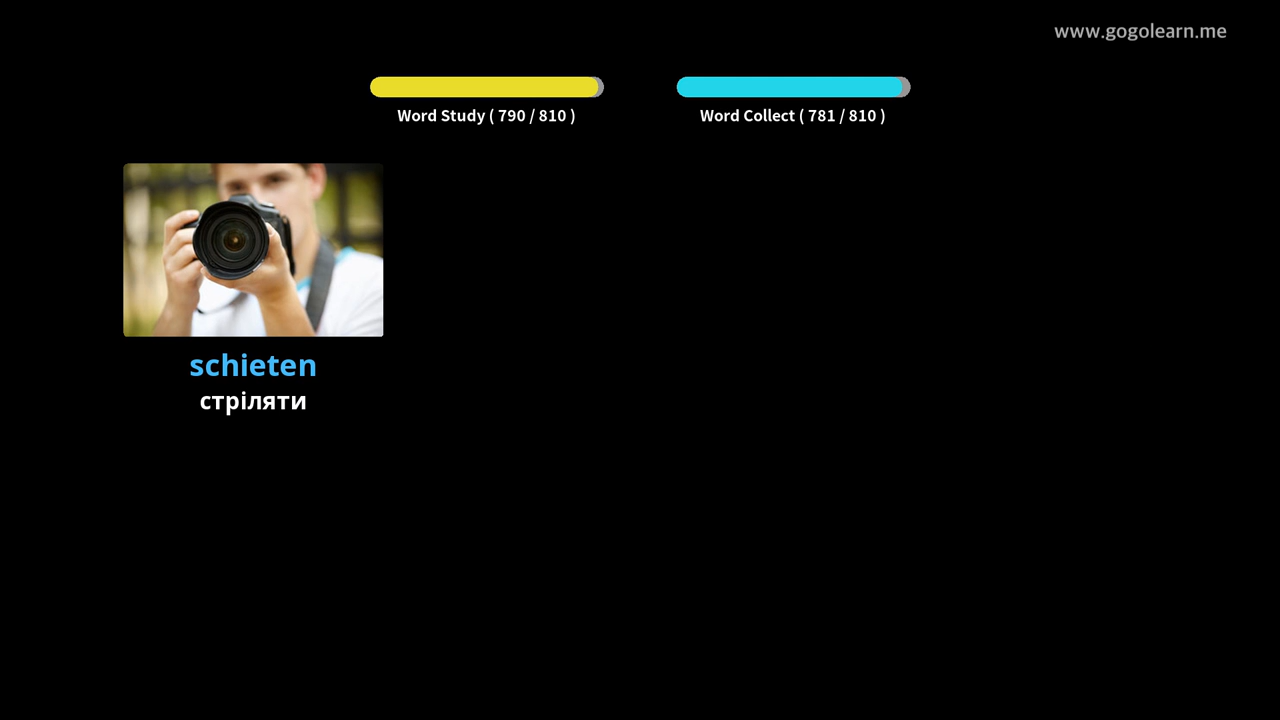 www.gogolearn.me
Word Study ( 790 / 810 )
Word Collect ( 781 / 810 )
schieten
стріляти